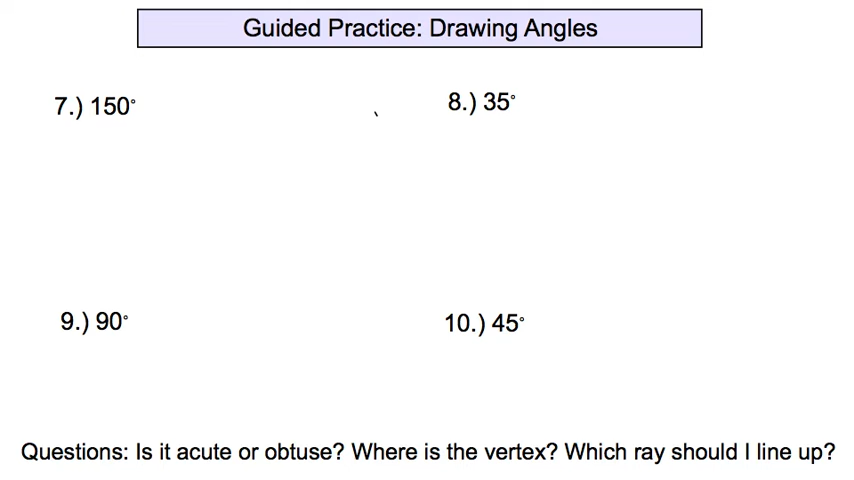 Guided Practice: Drawing Angles
7.) 150°
8.) 35°
9.) 90°
10.) 45°
Questions: Is it acute or obtuse? Where is the vertex? Which ray should I line up?